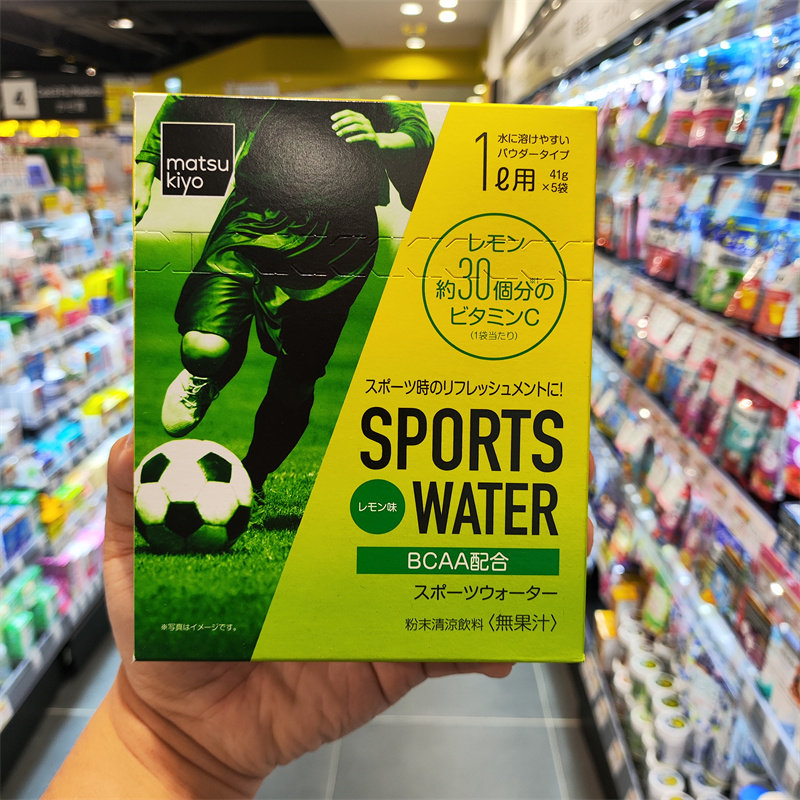 matsu
kiyo
1ℓ用
水に溶けやすい
パウダータイプ
41g
×5袋
レモン
約30個分の
ビタミンC
(1袋当たり)
スポーツ時のリフレッシュメントに!
SPORTS
レモン味
WATER
BCAA配合
スポーツウォーター
粉末清涼飲料〈無果汁〉
※写真はイメージです。
4